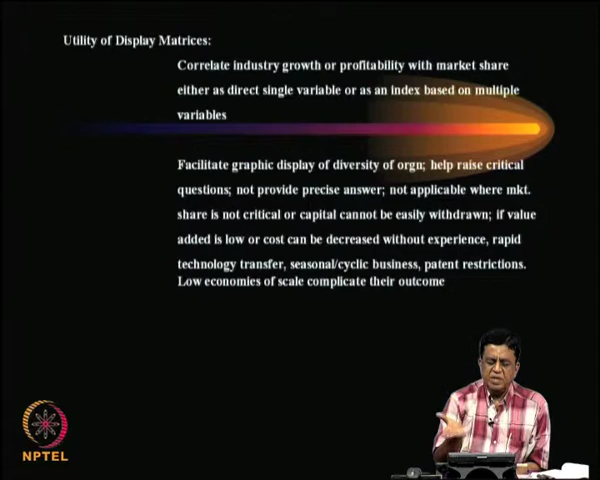 Utility of Display Matrices:
Correlate industry growth or profitability with market share
either as direct single variable or as an index based on multiple
variables
Facilitate graphic display of diversity of orgn; help raise critical
questions; not provide precise answer; not applicable where mkt.
share is not critical or capital cannot be easily withdrawn; if value
added is low or cost can be decreased without experience, rapid
technology transfer, seasonal/cyclic business, patent restrictions.
Low economies of scale complicate their outcome
NPTEL